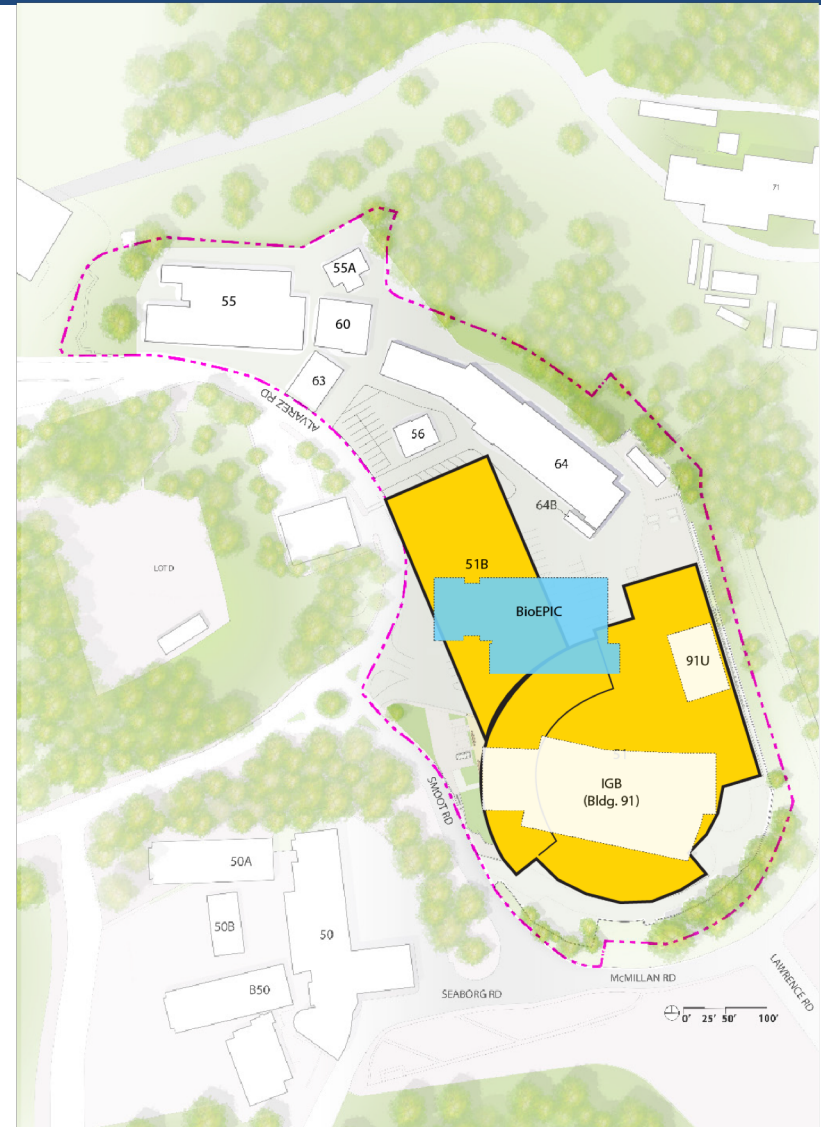 71
55A
55
60
63
ALVAREZ RD
56
64
64B
LOT D
51B
BioEPIC
91U
51
IGB
(Bldg. 91)
SMOOT RD
50A
50B
50
B50
SEABORG RD
McMILLAN RD
LAWRENCE RD
0' 25' 50' 100'